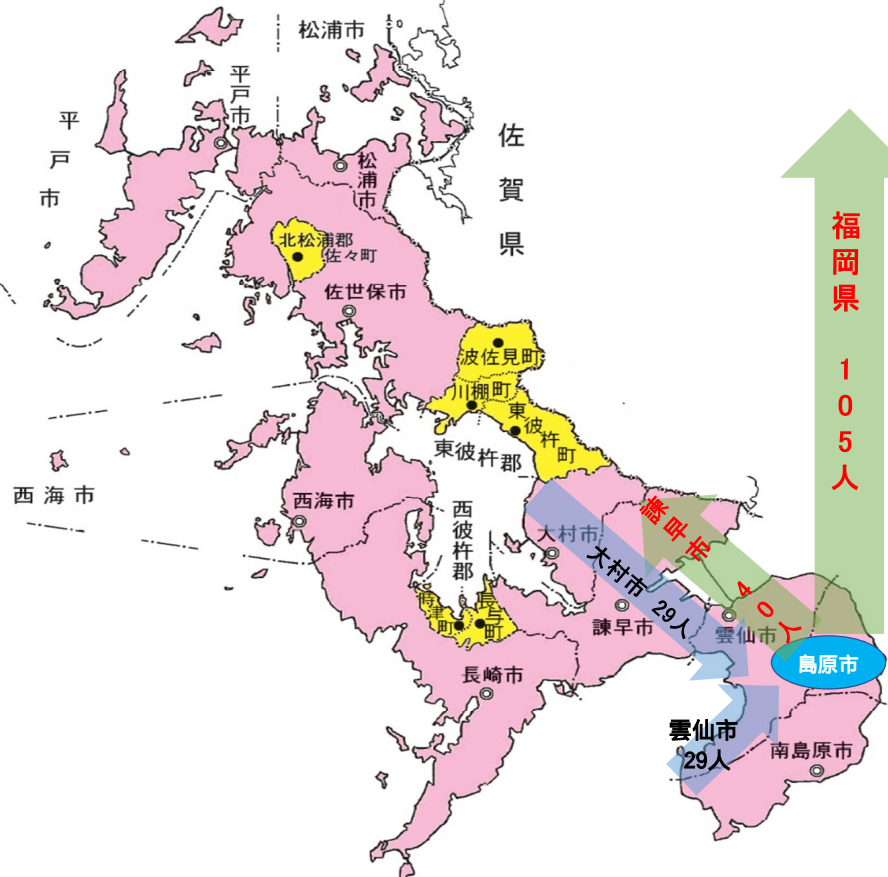 松浦市
平戸市
平戸市
松浦市
佐賀県
北松浦郡
佐々町
佐世保市
波佐見町
川棚町
東彼杵町
東彼杵郡
西海市
西海市
西彼杵郡
大村市
諫早市
時津町
長与町
長崎市
諫早市
雲仙市
南島原市
島原市
福岡県 105人
諫早市 40人
大村市 29人
雲仙市
29人